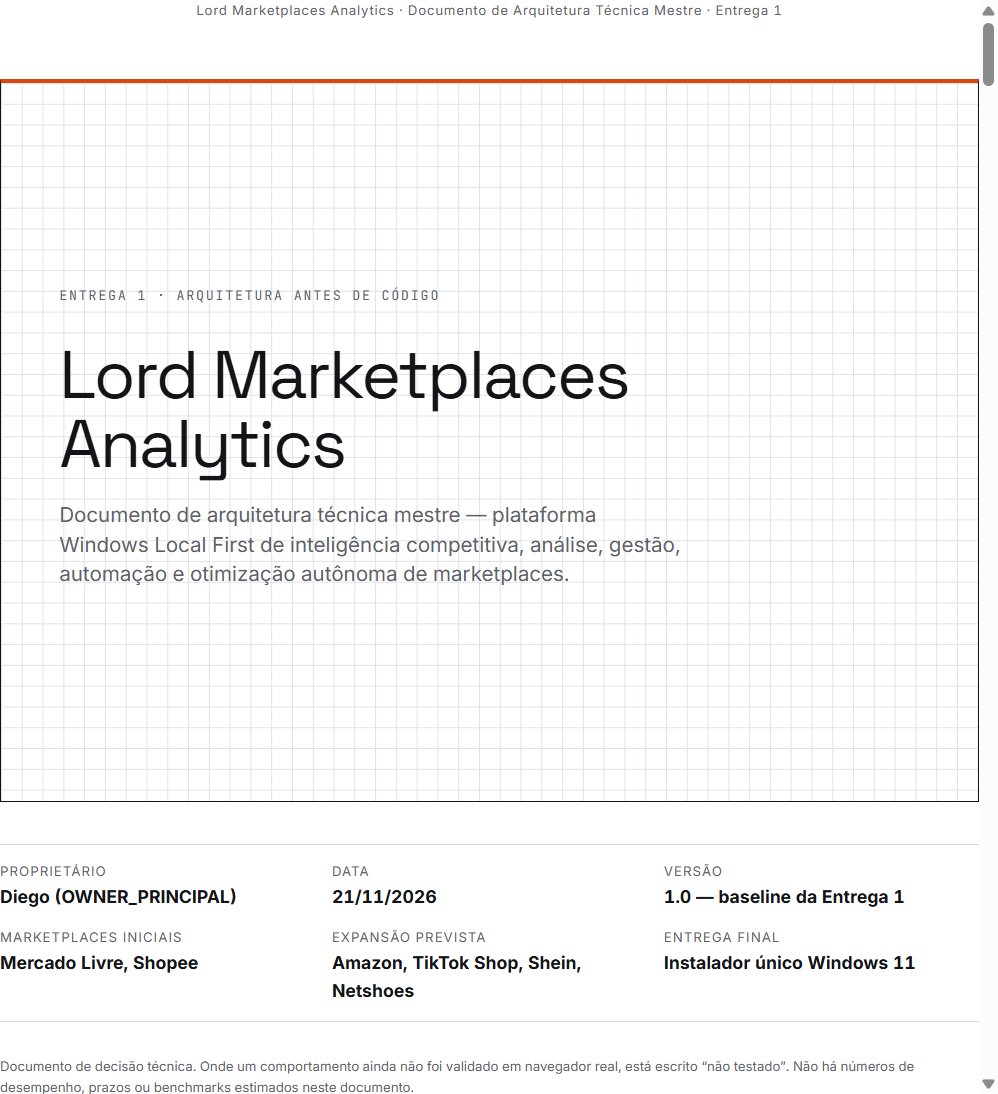 Lord Marketplaces Analytics · Documento de Arquitetura Técnica Mestre · Entrega 1
ENTREGA 1 · ARQUITETURA ANTES DE CÓDIGO
Lord Marketplaces
Analytics
Documento de arquitetura técnica mestre — plataforma
Windows Local First de inteligência competitiva, análise, gestão,
automação e otimização autônoma de marketplaces.
PROPRIETÁRIO
Diego (OWNER_PRINCIPAL)
DATA
21/11/2026
VERSÃO
1.0 — baseline da Entrega 1
MARKETPLACES INICIAIS
Mercado Livre, Shopee
EXPANSÃO PREVISTA
Amazon, TikTok Shop, Shein,
Netshoes
ENTREGA FINAL
Instalador único Windows 11
Documento de decisão técnica. Onde um comportamento ainda não foi validado em navegador real, está escrito “não testado”. Não há números de
desempenho, prazos ou benchmarks estimados neste documento.